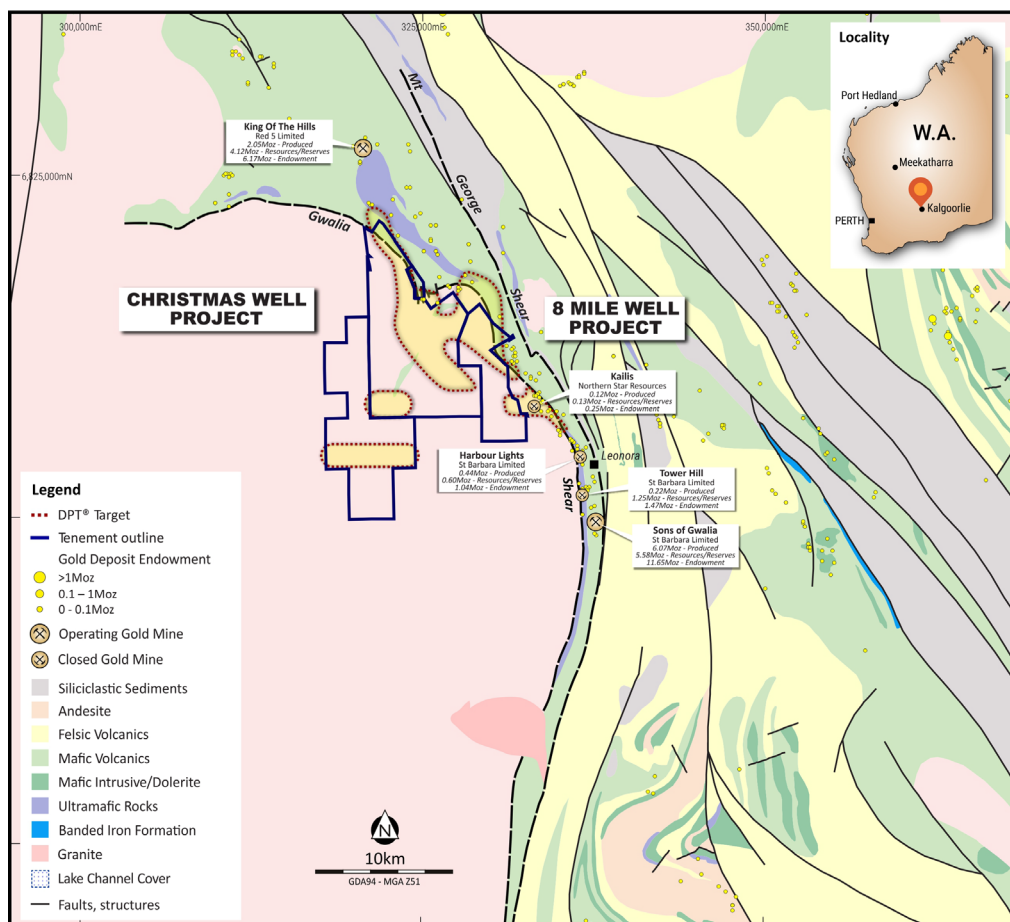 300,000mE
325,000mE
350,000mE
6,825,000mN
Locality
Port Hedland
W.A.
Meekatharra
Kalgoorlie
PERTH
King Of The Hills
Red 5 Limited
2.05Moz - Produced
4.12Moz - Resources/Reserves
6.17Moz - Endowment
Mt
George
Shear
Gwalia
Shear
CHRISTMAS WELL
PROJECT
8 MILE WELL
PROJECT
Kailis
Northern Star Resources
0.12Moz - Produced
0.13Moz - Resources/Reserves
0.25Moz - Endowment
Harbour Lights
St Barbara Limited
0.44Moz - Produced
0.60Moz - Resources/Reserves
1.04Moz - Endowment
Leonora
Tower Hill
St Barbara Limited
0.22Moz - Produced
1.25Moz - Resources/Reserves
1.47Moz - Endowment
Sons of Gwalia
St Barbara Limited
6.07Moz - Produced
5.58Moz - Resources/Reserves
11.65Moz - Endowment
Legend
DPT® Target
Tenement outline
Gold Deposit Endowment
>1Moz
0.1 – 1Moz
0 - 0.1Moz
Operating Gold Mine
Closed Gold Mine
Siliciclastic Sediments
Andesite
Felsic Volcanics
Mafic Volcanics
Mafic Intrusive/Dolerite
Ultramafic Rocks
Banded Iron Formation
Granite
Lake Channel Cover
Faults, structures
N
10km
GDA94 - MGA Z51